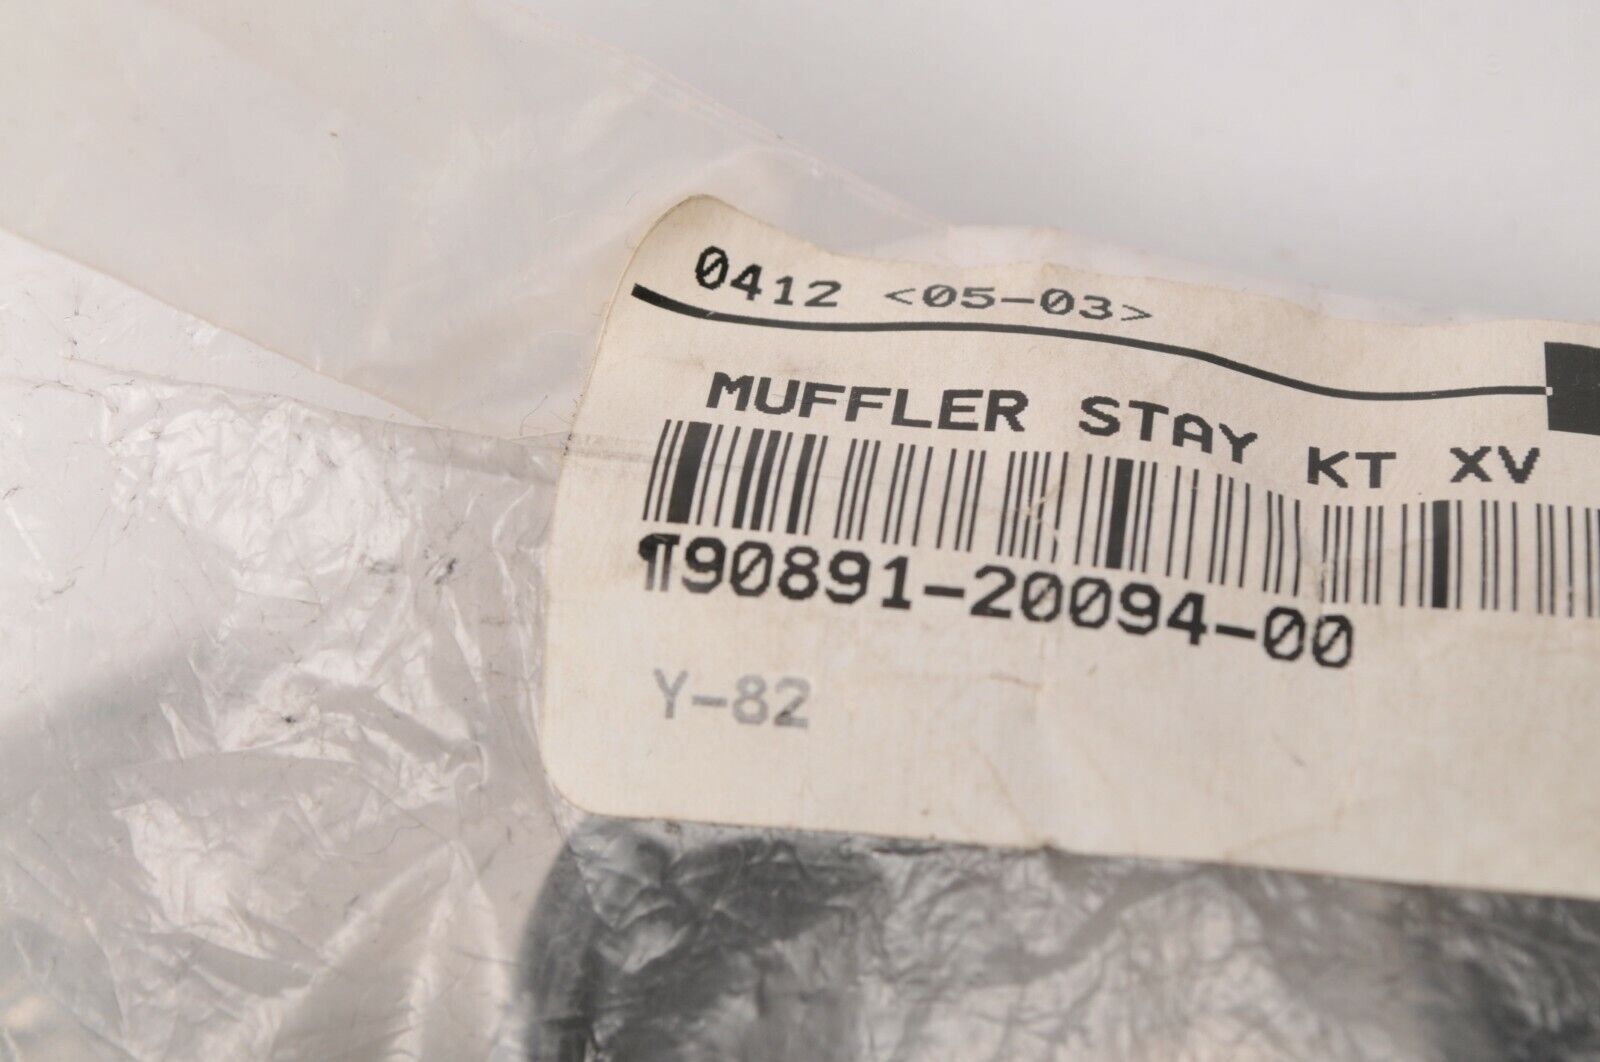 0412 <05-03>
MUFFLER STAY KT XV
¶90891-20094-00
Y-82